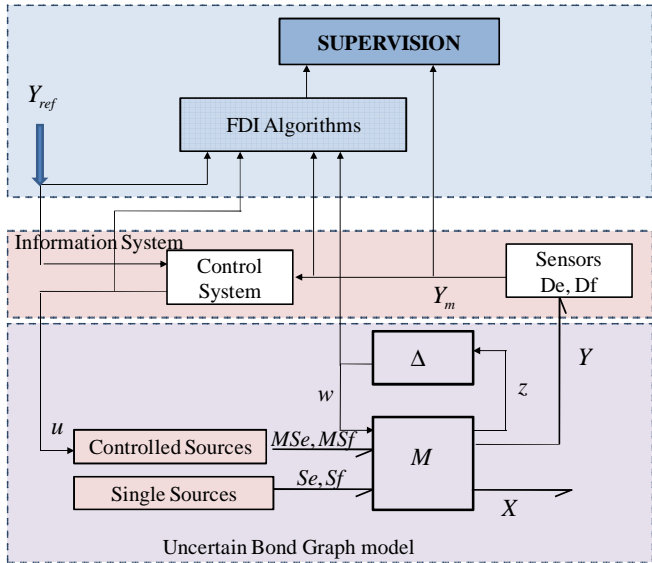 SUPERVISION
Y_ref
FDI Algorithms
Information System
Control
System
Sensors
De, Df
Y_m
Δ
Y
w
z
u
Controlled Sources
MSe, MSf
M
Single Sources
Se, Sf
X
Uncertain Bond Graph model